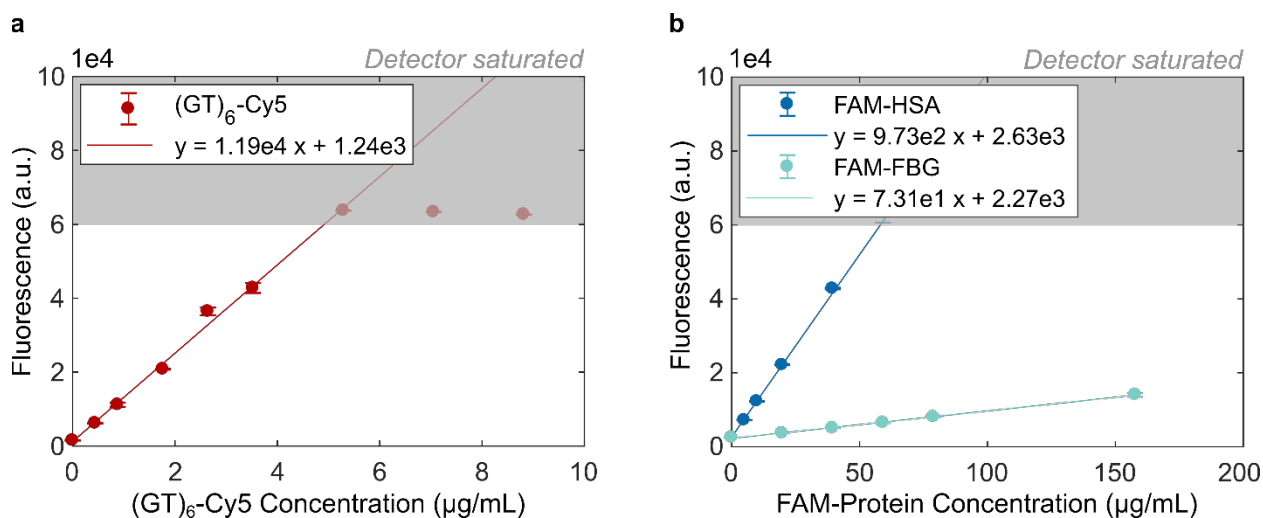 a
1e4
Detector saturated
10
8
6
4
2
0
Fluorescence (a.u.)
(GT)₆-Cy5
y = 1.19e4 x + 1.24e3
0 2 4 6 8 10
(GT)₆-Cy5 Concentration (µg/mL)
b
1e4
Detector saturated
10
8
6
4
2
0
Fluorescence (a.u.)
FAM-HSA
y = 9.73e2 x + 2.63e3
FAM-FBG
y = 7.31e1 x + 2.27e3
0 50 100 150 200
FAM-Protein Concentration (µg/mL)